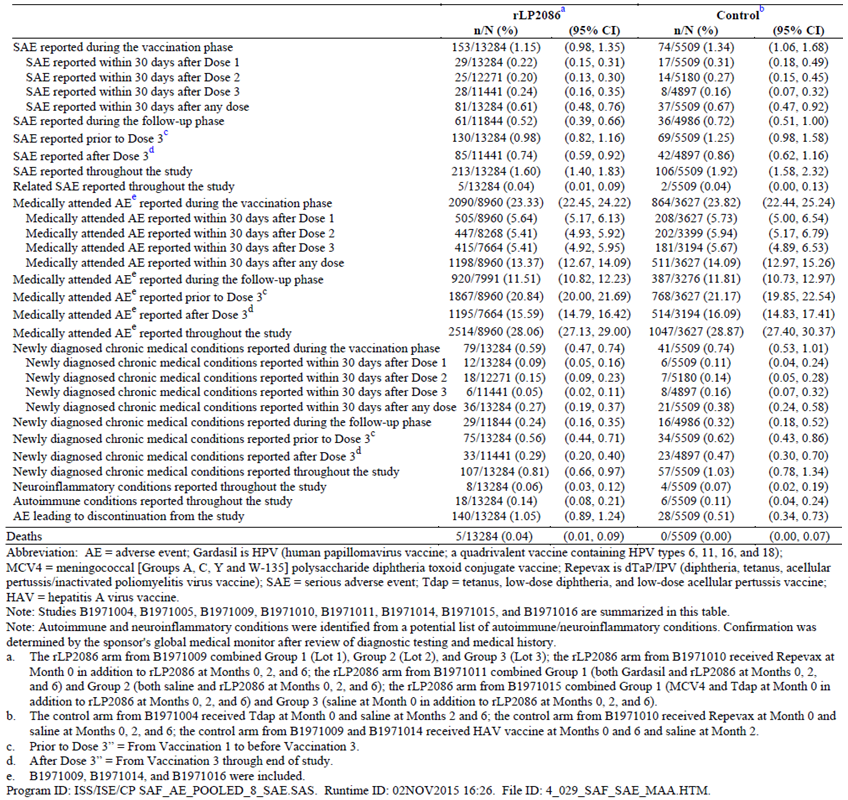 rLP2086a Controlb
n/N (%) (95% CI) n/N (%) (95% CI)
SAE reported during the vaccination phase 153/13284 (1.15) (0.98, 1.35) 74/5509 (1.34) (1.06, 1.68)
SAE reported within 30 days after Dose 1 29/13284 (0.22) (0.15, 0.31) 17/5509 (0.31) (0.18, 0.49)
SAE reported within 30 days after Dose 2 25/12271 (0.20) (0.13, 0.30) 14/5180 (0.27) (0.15, 0.45)
SAE reported within 30 days after Dose 3 28/11441 (0.24) (0.16, 0.35) 8/4897 (0.16) (0.07, 0.32)
SAE reported within 30 days after any dose 81/13284 (0.61) (0.48, 0.76) 37/5509 (0.67) (0.47, 0.92)
SAE reported during the follow-up phase 61/11844 (0.52) (0.39, 0.66) 36/4986 (0.72) (0.51, 1.00)
SAE reported prior to Dose 3c 130/13284 (0.98) (0.82, 1.16) 69/5509 (1.25) (0.98, 1.58)
SAE reported after Dose 3d 85/11441 (0.74) (0.59, 0.92) 42/4897 (0.86) (0.62, 1.16)
SAE reported throughout the study 213/13284 (1.60) (1.40, 1.83) 106/5509 (1.92) (1.58, 2.32)
Related SAE reported throughout the study 5/13284 (0.04) (0.01, 0.09) 2/5509 (0.04) (0.00, 0.13)
Medically attended AEe reported during the vaccination phase 2090/8960 (23.33) (22.45, 24.22) 864/3627 (23.82) (22.44, 25.24)
Medically attended AEe reported within 30 days after Dose 1 505/8960 (5.64) (5.17, 6.13) 208/3627 (5.73) (5.00, 6.54)
Medically attended AEe reported within 30 days after Dose 2 447/8268 (5.41) (4.93, 5.92) 202/3399 (5.94) (5.17, 6.79)
Medically attended AEe reported within 30 days after Dose 3 415/7664 (5.41) (4.92, 5.95) 181/3194 (5.67) (4.89, 6.53)
Medically attended AEe reported within 30 days after any dose 1198/8960 (13.37) (12.67, 14.09) 511/3627 (14.09) (12.97, 15.26)
Medically attended AEe reported during the follow-up phase 920/7991 (11.51) (10.82, 12.23) 387/3276 (11.81) (10.73, 12.97)
Medically attended AEe reported prior to Dose 3c 1867/8960 (20.84) (20.00, 21.69) 768/3627 (21.17) (19.85, 22.54)
Medically attended AEe reported after Dose 3d 1195/7664 (15.59) (14.79, 16.42) 514/3194 (16.09) (14.83, 17.41)
Medically attended AEe reported throughout the study 2514/8960 (28.06) (27.13, 29.00) 1047/3627 (28.87) (27.40, 30.37)
Newly diagnosed chronic medical conditions reported during the vaccination phase 79/13284 (0.59) (0.47, 0.74) 41/5509 (0.74) (0.53, 1.01)
Newly diagnosed chronic medical conditions reported within 30 days after Dose 1 12/13284 (0.09) (0.05, 0.16) 6/5509 (0.11) (0.04, 0.24)
Newly diagnosed chronic medical conditions reported within 30 days after Dose 2 18/12271 (0.15) (0.09, 0.23) 7/5180 (0.14) (0.05, 0.28)
Newly diagnosed chronic medical conditions reported within 30 days after Dose 3 6/11441 (0.05) (0.02, 0.11) 8/4897 (0.16) (0.07, 0.32)
Newly diagnosed chronic medical conditions reported within 30 days after any dose 36/13284 (0.27) (0.19, 0.37) 21/5509 (0.38) (0.24, 0.58)
Newly diagnosed chronic medical conditions reported during the follow-up phase 29/11844 (0.24) (0.16, 0.35) 16/4986 (0.32) (0.18, 0.52)
Newly diagnosed chronic medical conditions reported prior to Dose 3c 75/13284 (0.56) (0.44, 0.71) 34/5509 (0.62) (0.43, 0.86)
Newly diagnosed chronic medical conditions reported after Dose 3d 33/11441 (0.29) (0.20, 0.40) 23/4897 (0.47) (0.30, 0.70)
Newly diagnosed chronic medical conditions reported throughout the study 107/13284 (0.81) (0.66, 0.97) 57/5509 (1.03) (0.78, 1.34)
Neuroinflammatory conditions reported throughout the study 8/13284 (0.06) (0.03, 0.12) 4/5509 (0.07) (0.02, 0.19)
Autoimmune conditions reported throughout the study 18/13284 (0.14) (0.08, 0.21) 6/5509 (0.11) (0.04, 0.24)
AE leading to discontinuation from the study 140/13284 (1.05) (0.89, 1.24) 28/5509 (0.51) (0.34, 0.73)
Deaths 5/13284 (0.04) (0.01, 0.09) 0/5509 (0.00) (0.00, 0.07)
Abbreviation: AE = adverse event; Gardasil is HPV (human papillomavirus vaccine; a quadrivalent vaccine containing HPV types 6, 11, 16, and 18);
MCV4 = meningococcal [Groups A, C, Y and W-135] polysaccharide diphtheria toxoid conjugate vaccine; Repevax is dTaP/IPV (diphtheria, tetanus, acellular
pertussis/inactivated poliomyelitis virus vaccine); SAE = serious adverse event; Tdap = tetanus, low-dose diphtheria, and low-dose acellular pertussis vaccine;
HAV = hepatitis A virus vaccine.
Note: Studies B1971004, B1971005, B1971009, B1971010, B1971011, B1971014, B1971015, and B1971016 are summarized in this table.
Note: Autoimmune and neuroinflammatory conditions were identified from a potential list of autoimmune/neuroinflammatory conditions. Confirmation was
determined by the sponsor's global medical monitor after review of diagnostic testing and medical history.
a. The rLP2086 arm from B1971009 combined Group 1 (Lot 1), Group 2 (Lot 2), and Group 3 (Lot 3); the rLP2086 arm from B1971010 received Repevax at
Month 0 in addition to rLP2086 at Months 0, 2, and 6; the rLP2086 arm from B1971011 combined Group 1 (both Gardasil and rLP2086 at Months 0, 2,
and 6) and Group 2 (both saline and rLP2086 at Months 0, 2, and 6); the rLP2086 arm from B1971015 combined Group 1 (MCV4 and Tdap at Month 0 in
addition to rLP2086 at Months 0, 2, and 6) and Group 3 (saline at Month 0 in addition to rLP2086 at Months 0, 2, and 6).
b. The control arm from B1971004 received Tdap at Month 0 and saline at Months 2 and 6; the control arm from B1971010 received Repevax at Month 0 and
saline at Months 0, 2, and 6; the control arm from B1971009 and B1971014 received HAV vaccine at Months 0 and 6 and saline at Month 2.
c. Prior to Dose 3” = From Vaccination 1 to before Vaccination 3.
d. After Dose 3” = From Vaccination 3 through end of study.
e. B1971009, B1971014, and B1971016 were included.
Program ID: ISS/ISE/CP SAF_AE_POOLED_8_SAE.SAS. Runtime ID: 02NOV2015 16:26. File ID: 4_029_SAF_SAE_MAA.HTM.